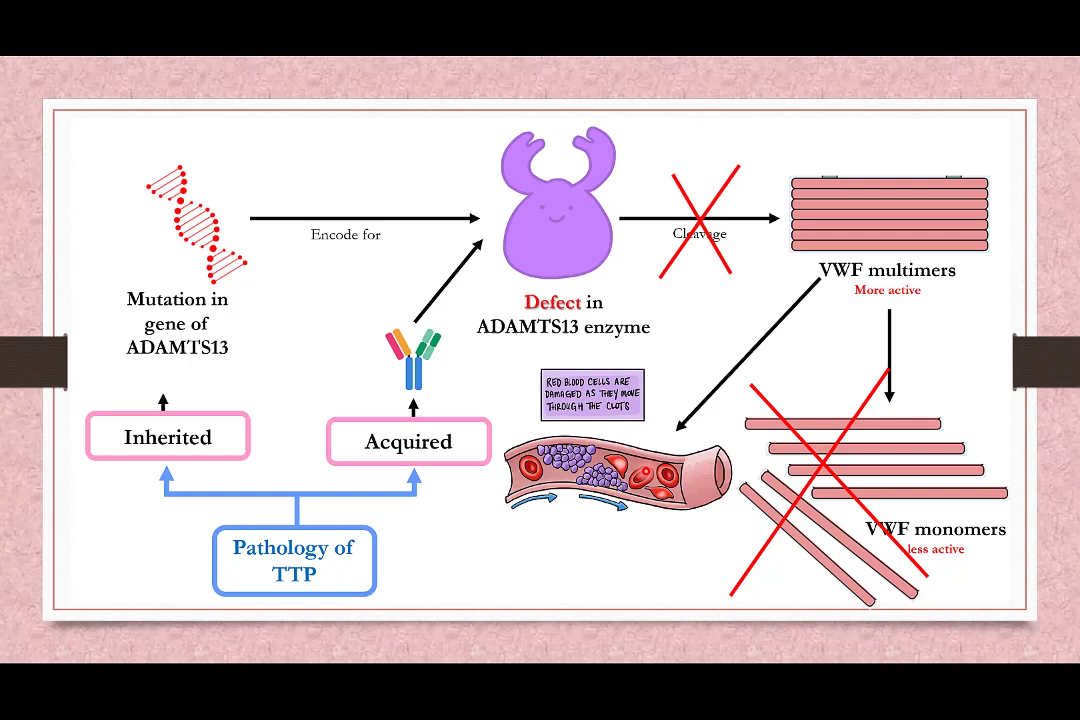 Encode for
Cleavage
Mutation in
gene of
ADAMTS13
Defect in
ADAMTS13 enzyme
VWF multimers
More active
RED BLOOD CELLS ARE
DAMAGED AS THEY MOVE
THROUGH THE CLOTS
Inherited
Acquired
VWF monomers
less active
Pathology of
TTP